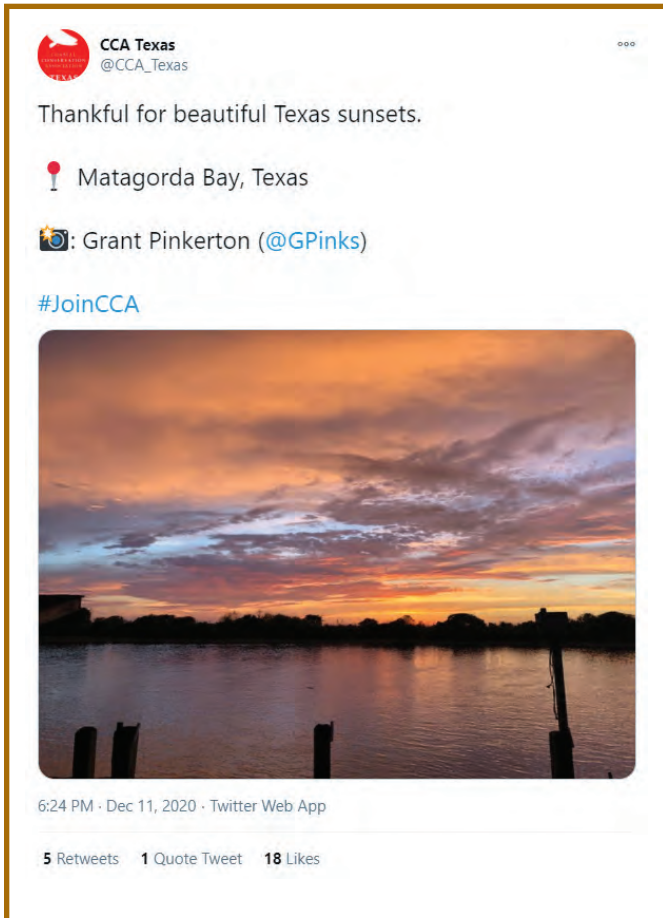 CCA Texas
@CCA_Texas
Thankful for beautiful Texas sunsets.
Matagorda Bay, Texas
: Grant Pinkerton (@GPinks)
#JoinCCA
6:24 PM · Dec 11, 2020 · Twitter Web App
5 Retweets 1 Quote Tweet 18 Likes